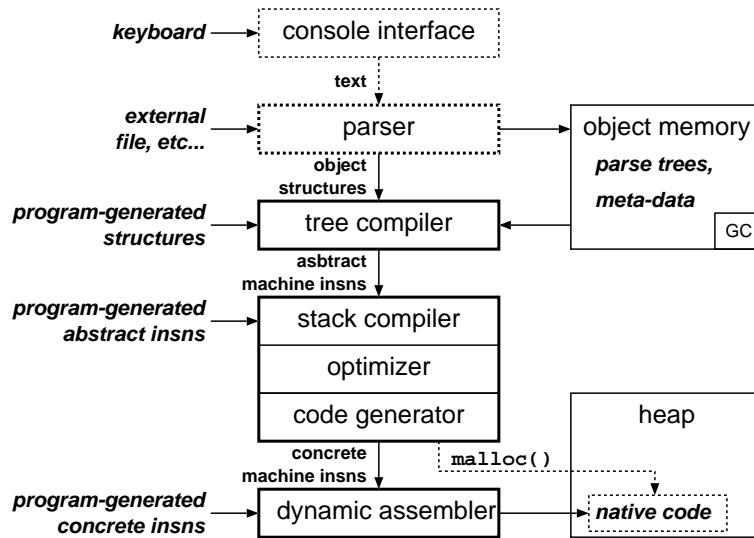 keyboard
console interface
text
external
file, etc...
parser
object memory
parse trees,
meta-data
GC
object
structures
program-generated
structures
tree compiler
asbtract
machine insns
program-generated
abstract insns
stack compiler
optimizer
code generator
heap
concrete
machine insns
malloc()
program-generated
concrete insns
dynamic assembler
native code